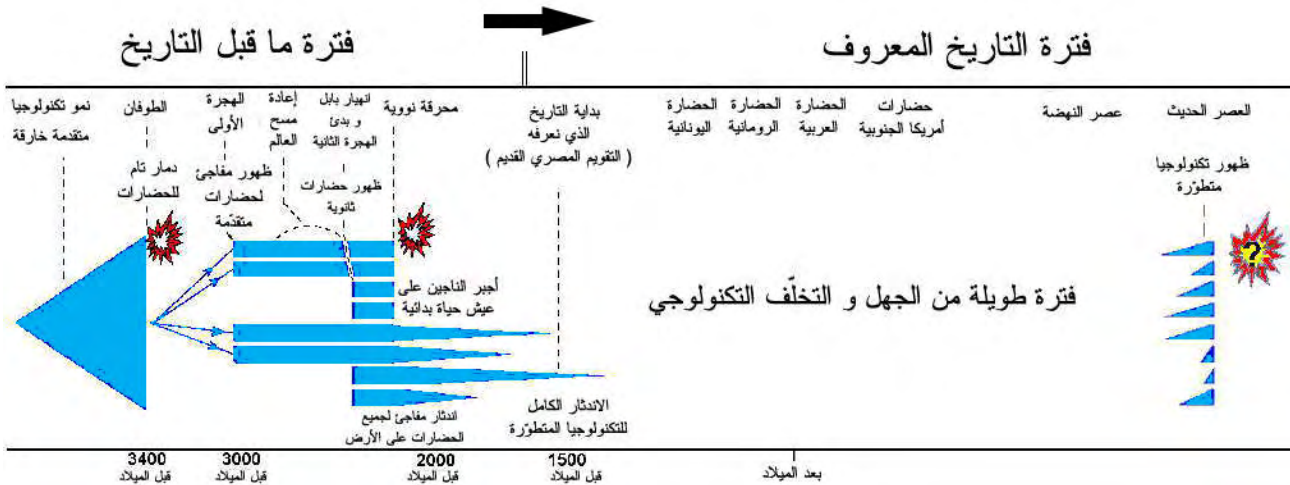 فترة ما قبل التاريخ
فترة التاريخ المعروف
نمو تكنولوجيا
متقدمة خارقة
الطوفان
دمار تام
للحضارات
الهجرة
الأولى
ظهور مفاجئ
لحضارات
متقدّمة
إعادة
مسح
العالم
انهيار بابل
و بدئ
الهجرة الثانية
ظهور حضارات
ثانوية
محرقة نووية
أجبر الناجين على
عيش حياة بدائية
اندثار مفاجئ لجميع
الحضارات على الأرض
بداية التاريخ
الذي نعرفه
( التقويم المصري القديم )
الاندثار الكامل
للتكنولوجيا المتطوّرة
الحضارة
اليونانية
الحضارة
الرومانية
الحضارة
العربية
حضارات
أمريكا الجنوبية
عصر النهضة
العصر الحديث
ظهور تكنولوجيا
متطوّرة
?
فترة طويلة من الجهل و التخلّف التكنولوجي
3400
قبل الميلاد
3000
قبل الميلاد
2000
قبل الميلاد
1500
قبل الميلاد
بعد الميلاد